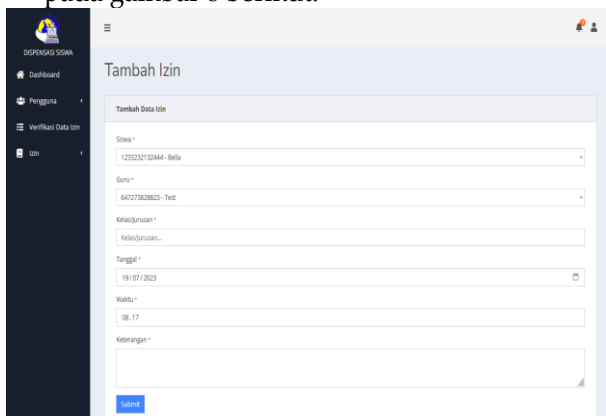 pada gambar 6 berikut.
DISPENSASI SISWA
Dashboard
Pengguna
Verifikasi Data Izin
Izin
Tambah Izin
Tambah Data Izin
Siswa *
1233232132444 - Bella
Guru *
647273828823 - Test
Kelas/Jurusan *
Kelas/Jurusan...
Tanggal *
19/07/2023
Waktu *
08.17
Keterangan *
Submit